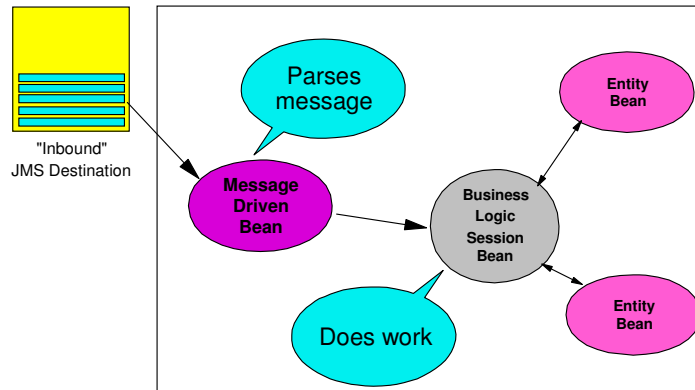 "Inbound"
JMS Destination
Parses
message
Message
Driven
Bean
Business
Logic
Session
Bean
Does work
Entity
Bean
Entity
Bean